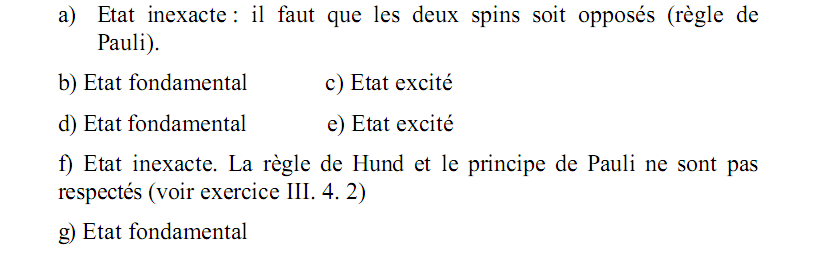 a) Etat inexacte : il faut que les deux spins soit opposés (règle de
Pauli).
b) Etat fondamental c) Etat excité
d) Etat fondamental e) Etat excité
f) Etat inexacte. La règle de Hund et le principe de Pauli ne sont pas
respectés (voir exercice III. 4. 2)
g) Etat fondamental